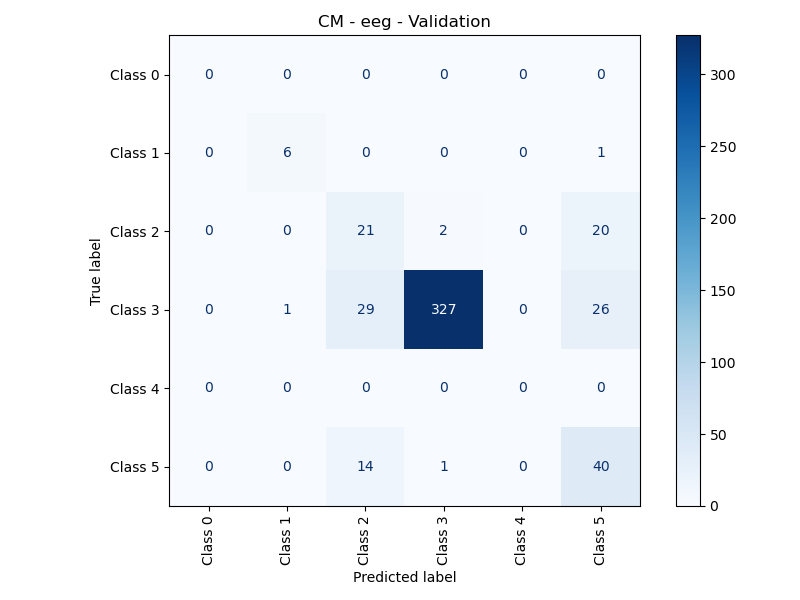 CM - eeg - Validation
Class 0 0 0 0 0 0 0
Class 1 0 6 0 0 0 1
Class 2 0 0 21 2 0 20
Class 3 0 1 29 327 0 26
Class 4 0 0 0 0 0 0
Class 5 0 0 14 1 0 40
True label
Class 0 Class 1 Class 2 Class 3 Class 4 Class 5
Predicted label
300
250
200
150
100
50
0